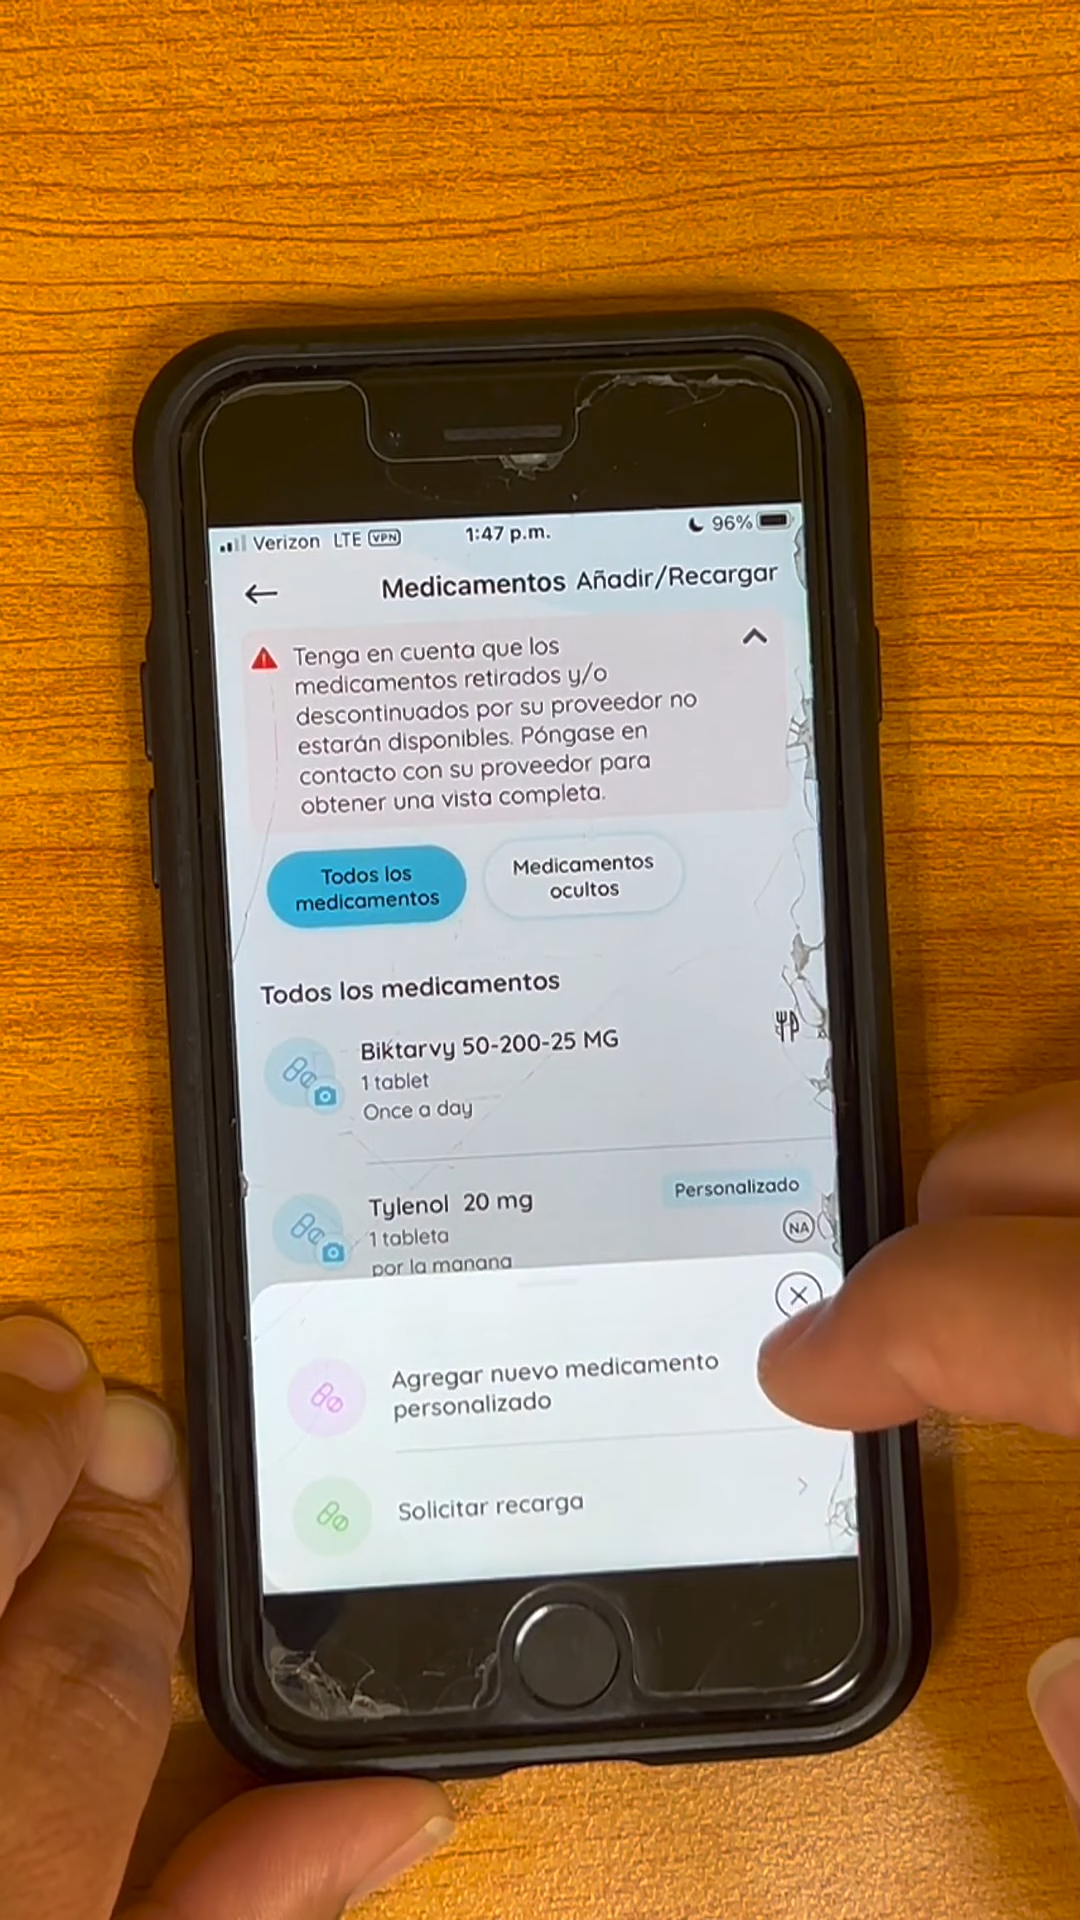 Verizon LTE VPN 1:47 p.m. 96%
Medicamentos Añadir/Recargar
Tenga en cuenta que los
medicamentos retirados y/o
descontinuados por su proveedor no
estarán disponibles. Póngase en
contacto con su proveedor para
obtener una vista completa.
Todos los
medicamentos
Medicamentos
ocultos
Todos los medicamentos
Biktarvy 50-200-25 MG
1 tablet
Once a day
Tylenol 20 mg
Personalizado
1 tableta
NA
por la manana
Agregar nuevo medicamento
personalizado
Solicitar recarga